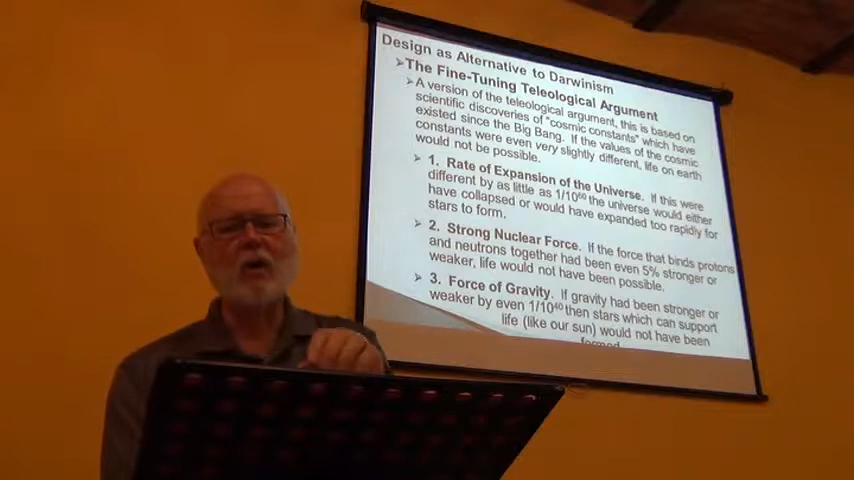 Design as Alternative to Darwinism
➢The Fine-Tuning Teleological Argument
➢A version of the teleological argument, this is based on
scientific discoveries of "cosmic constants" which have
existed since the Big Bang. If the values of the cosmic
constants were even very slightly different, life on earth
would not be possible.
➢ 1. Rate of Expansion of the Universe. If this were
different by as little as 1/10⁶⁰ the universe would either
have collapsed or would have expanded too rapidly for
stars to form.
➢ 2. Strong Nuclear Force. If the force that binds protons
and neutrons together had been even 5% stronger or
weaker, life would not have been possible.
➢ 3. Force of Gravity. If gravity had been stronger or
weaker by even 1/10⁴⁰ then stars which can support
life (like our sun) would not have been
formed